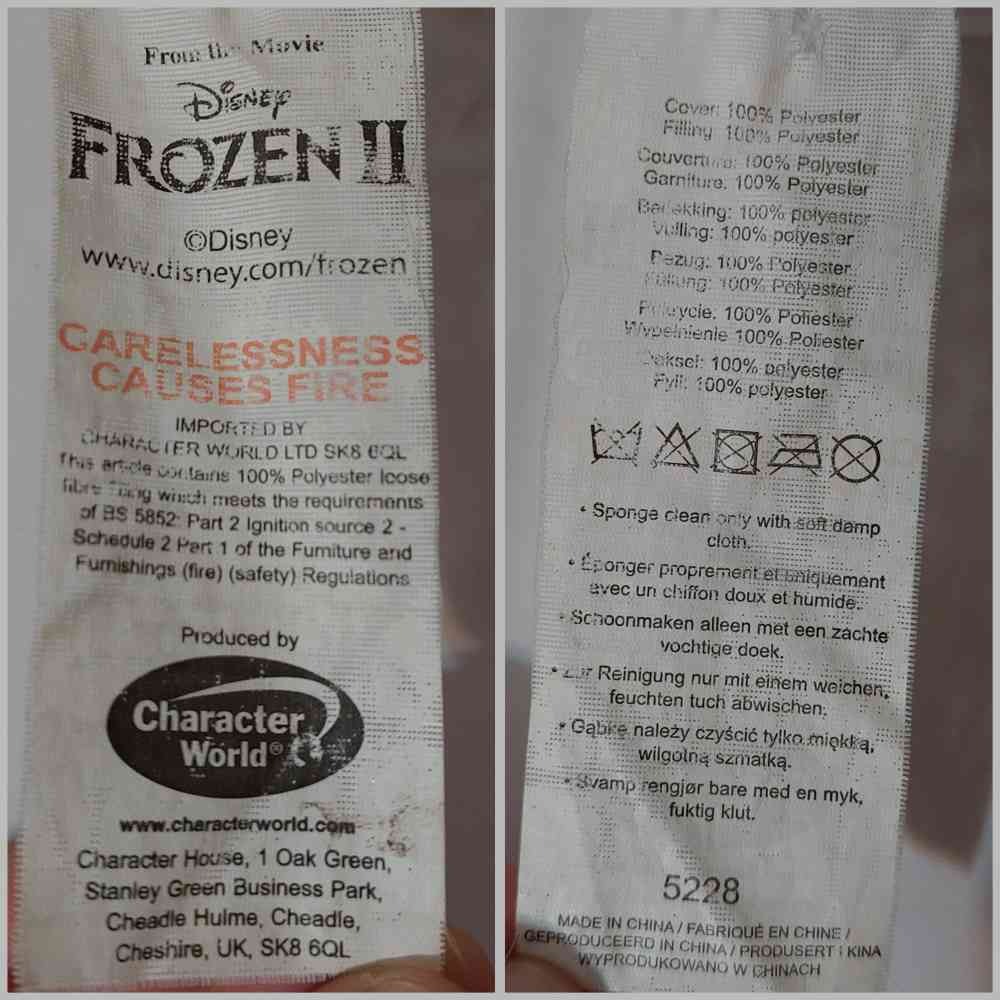 From the Movie
Disney
FROZEN II
©Disney
www.disney.com/frozen
CARELESSNESS
CAUSES FIRE
IMPORTED BY
CHARACTER WORLD LTD SK8 6QL
This article contains 100% Polyester loose
fibre filling which meets the requirements
of BS 5852: Part 2 Ignition source 2 -
Schedule 2 Part 1 of the Furniture and
Furnishings (fire) (safety) Regulations
Produced by
Character
World®
www.characterworld.com
Character House, 1 Oak Green,
Stanley Green Business Park,
Cheadle Hulme, Cheadle,
Cheshire, UK, SK8 6QL
Cover: 100% Polyester
Filling: 100% Polyester
Couverture: 100% Polyester
Garniture: 100% Polyester
Bedekking: 100% polyester
Vulling: 100% polyester
Bezug: 100% Polyester
Füllung: 100% Polyester
Pokrycie: 100% Poliester
Wypełnienie 100% Poliester
100% polyester
Fyll: 100% polyester
• Sponge clean only with soft damp
cloth.
• Éponger proprement et uniquement
avec un chiffon doux et humide.
• Schoonmaken alleen met een zachte
vochtige doek.
• Zur Reinigung nur mit einem weichen,
feuchten tuch abwischen.
• Gąbkę należy czyścić tylko miękką,
wilgotną szmatką.
• Svamp rengjør bare med en myk,
fuktig klut.
5228
MADE IN CHINA / FABRIQUÉ EN CHINE /
GEPRODUCEERD IN CHINA / PRODUSERT I KINA
WYPRODUKOWANO W CHINACH